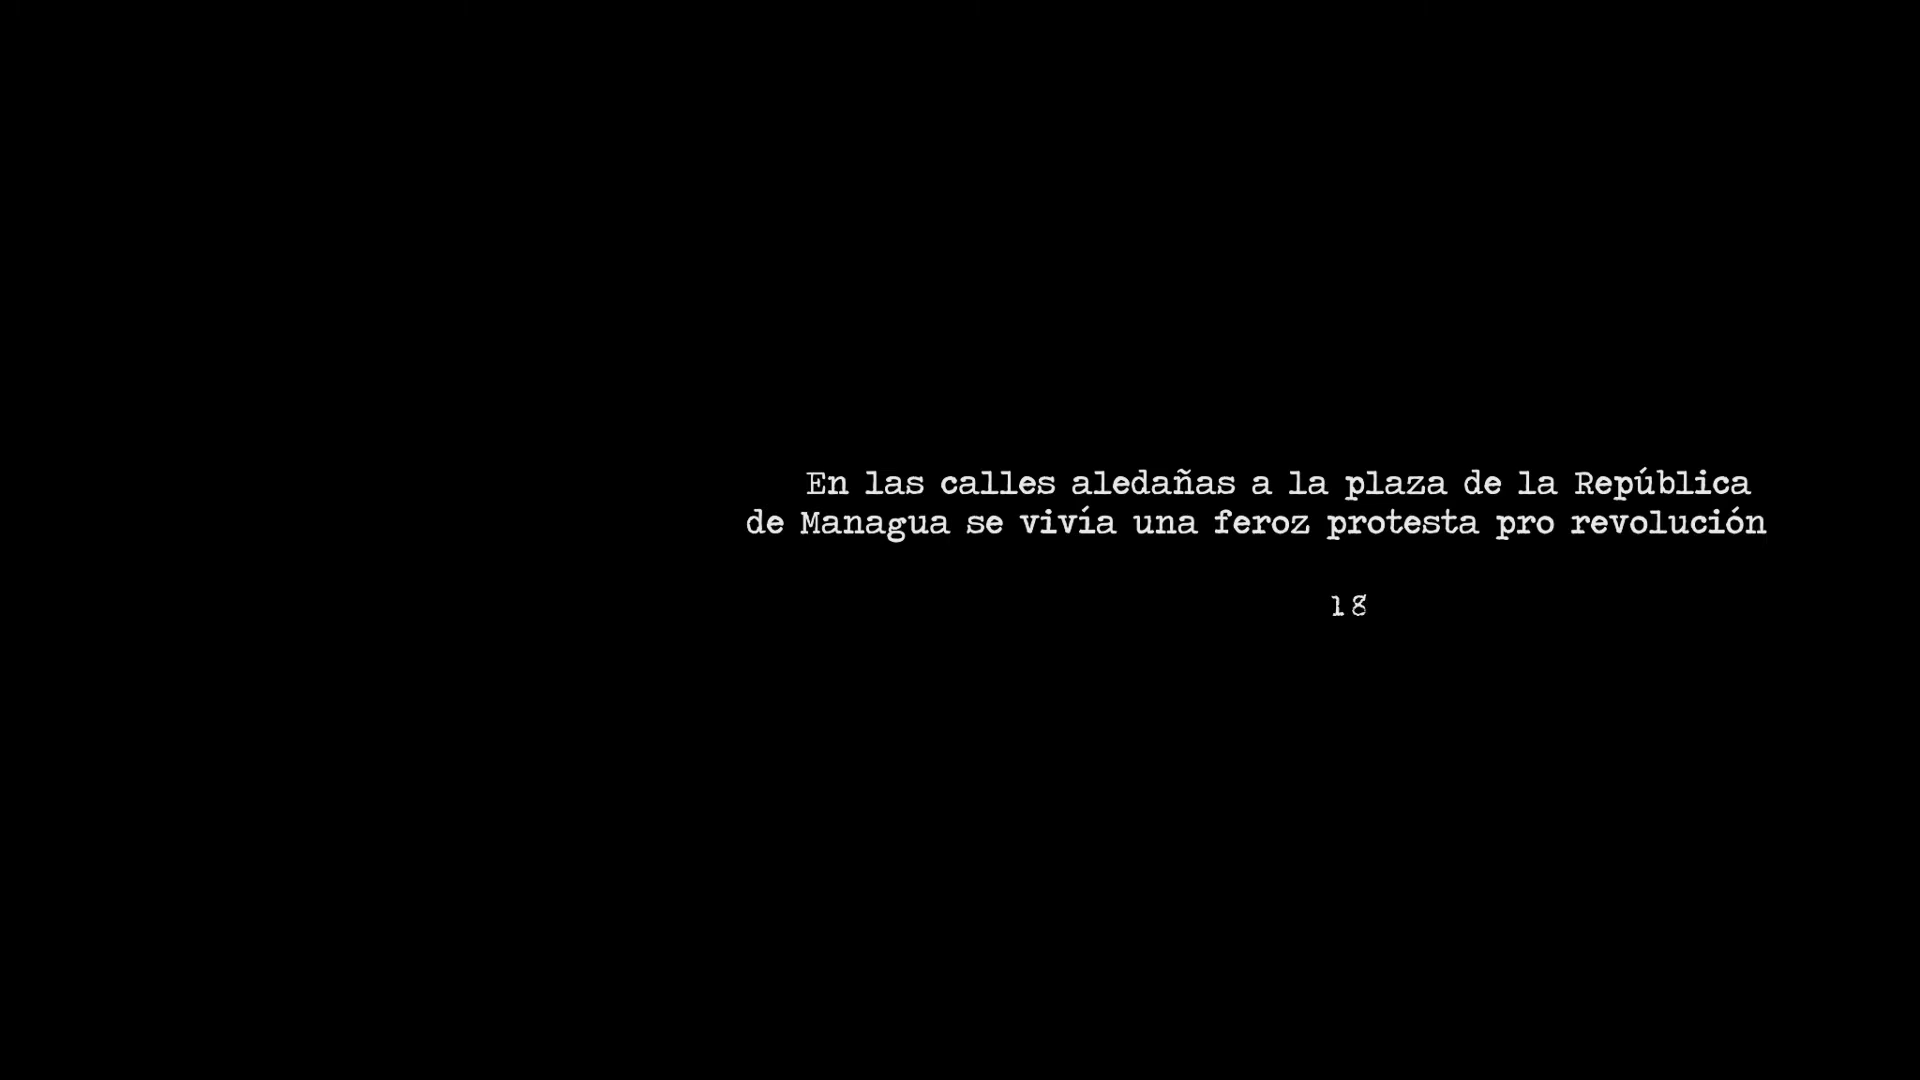 En las calles aledañas a la plaza de la República
de Managua se vivía una feroz protesta pro revolución
18